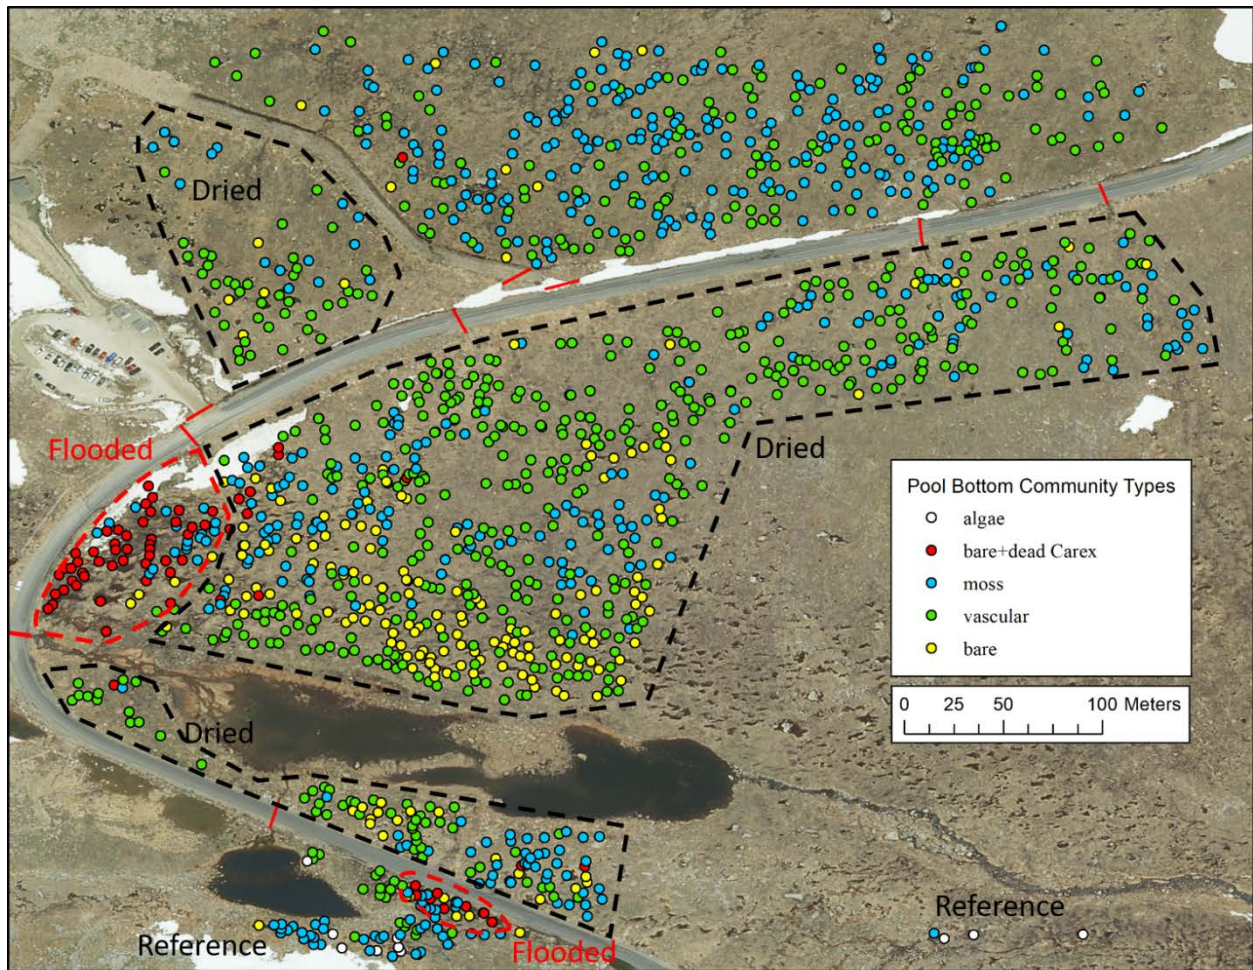 Dried
Flooded
Dried
Pool Bottom Community Types
algae
bare+dead Carex
moss
vascular
bare
0 25 50 100 Meters
Dried
Reference
Reference
Flooded